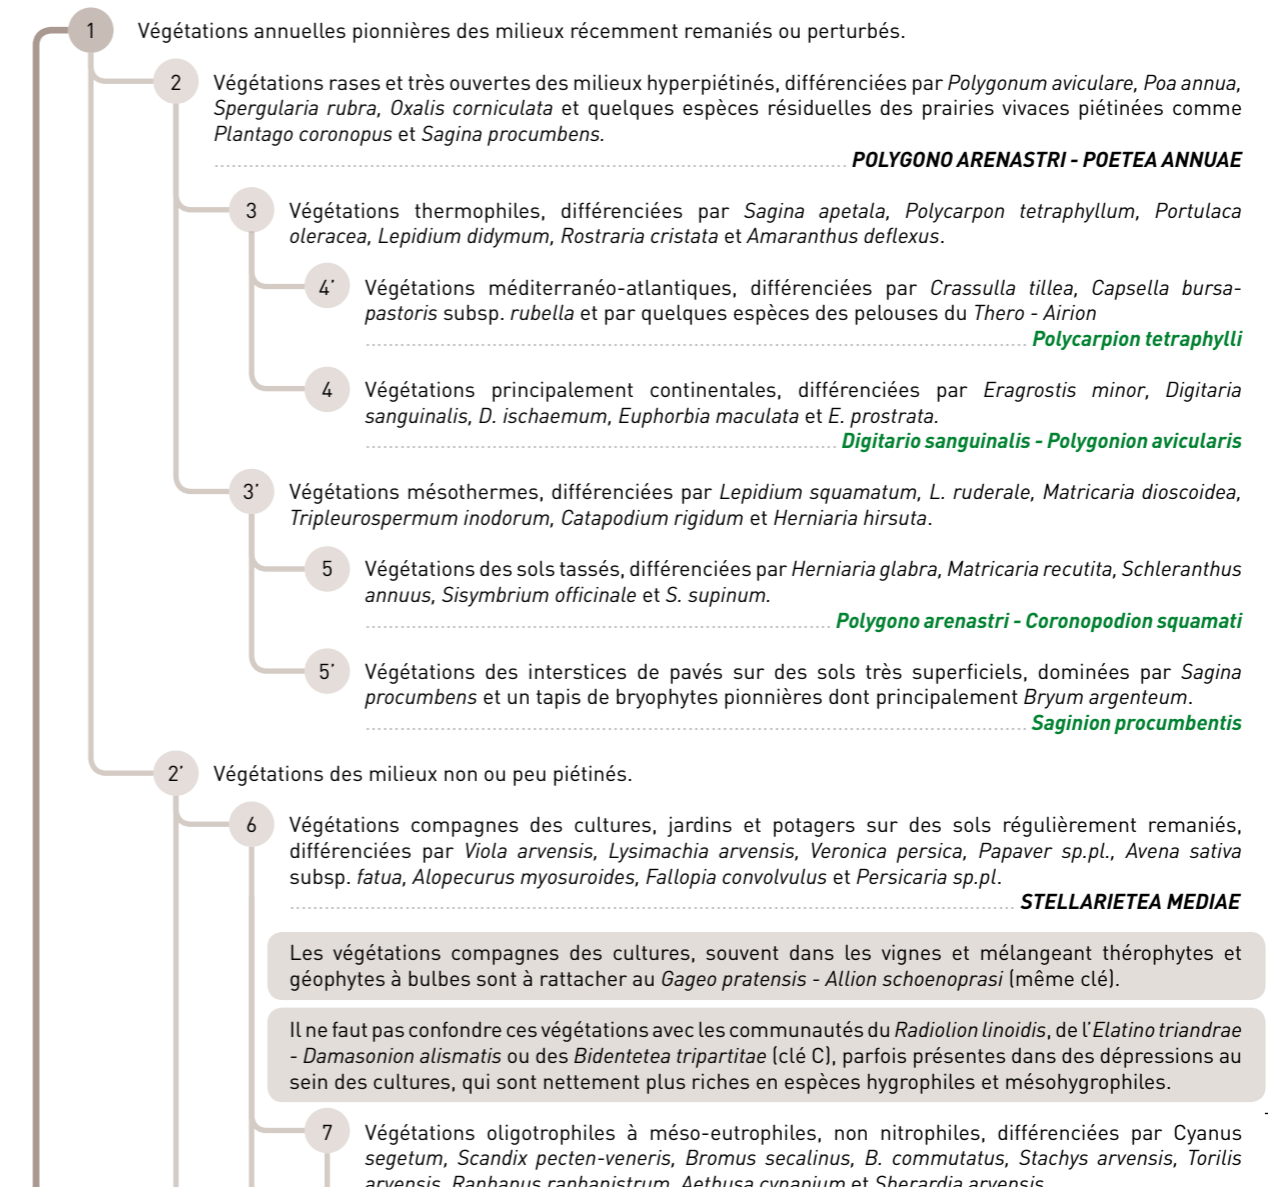 1 Végétations annuelles pionnières des milieux récemment remaniés ou perturbés.
2 Végétations rases et très ouvertes des milieux hyperpiétinés, différenciées par Polygonum aviculare, Poa annua,
Spergularia rubra, Oxalis corniculata et quelques espèces résiduelles des prairies vivaces piétinées comme
Plantago coronopus et Sagina procumbens.
POLYGONO ARENASTRI - POETEA ANNUAE
3 Végétations thermophiles, différenciées par Sagina apetala, Polycarpon tetraphyllum, Portulaca
oleracea, Lepidium didymum, Rostraria cristata et Amaranthus deflexus.
4’ Végétations méditerranéo-atlantiques, différenciées par Crassulla tillea, Capsella bursa-
pastoris subsp. rubella et par quelques espèces des pelouses du Thero - Airion
Polycarpion tetraphylli
4 Végétations principalement continentales, différenciées par Eragrostis minor, Digitaria
sanguinalis, D. ischaemum, Euphorbia maculata et E. prostrata.
Digitario sanguinalis - Polygonion avicularis
3’ Végétations mésothermes, différenciées par Lepidium squamatum, L. ruderale, Matricaria dioscoidea,
Tripleurospermum inodorum, Catapodium rigidum et Herniaria hirsuta.
5 Végétations des sols tassés, différenciées par Herniaria glabra, Matricaria recutita, Schleranthus
annuus, Sisymbrium officinale et S. supinum.
Polygono arenastri - Coronopodion squamati
5’ Végétations des interstices de pavés sur des sols très superficiels, dominées par Sagina
procumbens et un tapis de bryophytes pionnières dont principalement Bryum argenteum.
Saginion procumbentis
2’ Végétations des milieux non ou peu piétinés.
6 Végétations compagnes des cultures, jardins et potagers sur des sols régulièrement remaniés,
différenciées par Viola arvensis, Lysimachia arvensis, Veronica persica, Papaver sp.pl., Avena sativa
subsp. fatua, Alopecurus myosuroides, Fallopia convolvulus et Persicaria sp.pl.
STELLARIETEA MEDIAE
Les végétations compagnes des cultures, souvent dans les vignes et mélangeant thérophytes et
géophytes à bulbes sont à rattacher au Gageo pratensis - Allion schoenoprasi (même clé).
Il ne faut pas confondre ces végétations avec les communautés du Radiolion linoidis, de l’Elatino triandrae
- Damasonion alismatis ou des Bidentetea tripartitae (clé C), parfois présentes dans des dépressions au
sein des cultures, qui sont nettement plus riches en espèces hygrophiles et mésohygrophiles.
7 Végétations oligotrophiles à méso-eutrophiles, non nitrophiles, différenciées par Cyanus
segetum, Scandix pecten-veneris, Bromus secalinus, B. commutatus, Stachys arvensis, Torilis
arvensis, Raphanus raphanistrum, Aethusa cynapium et Sherardia arvensis.